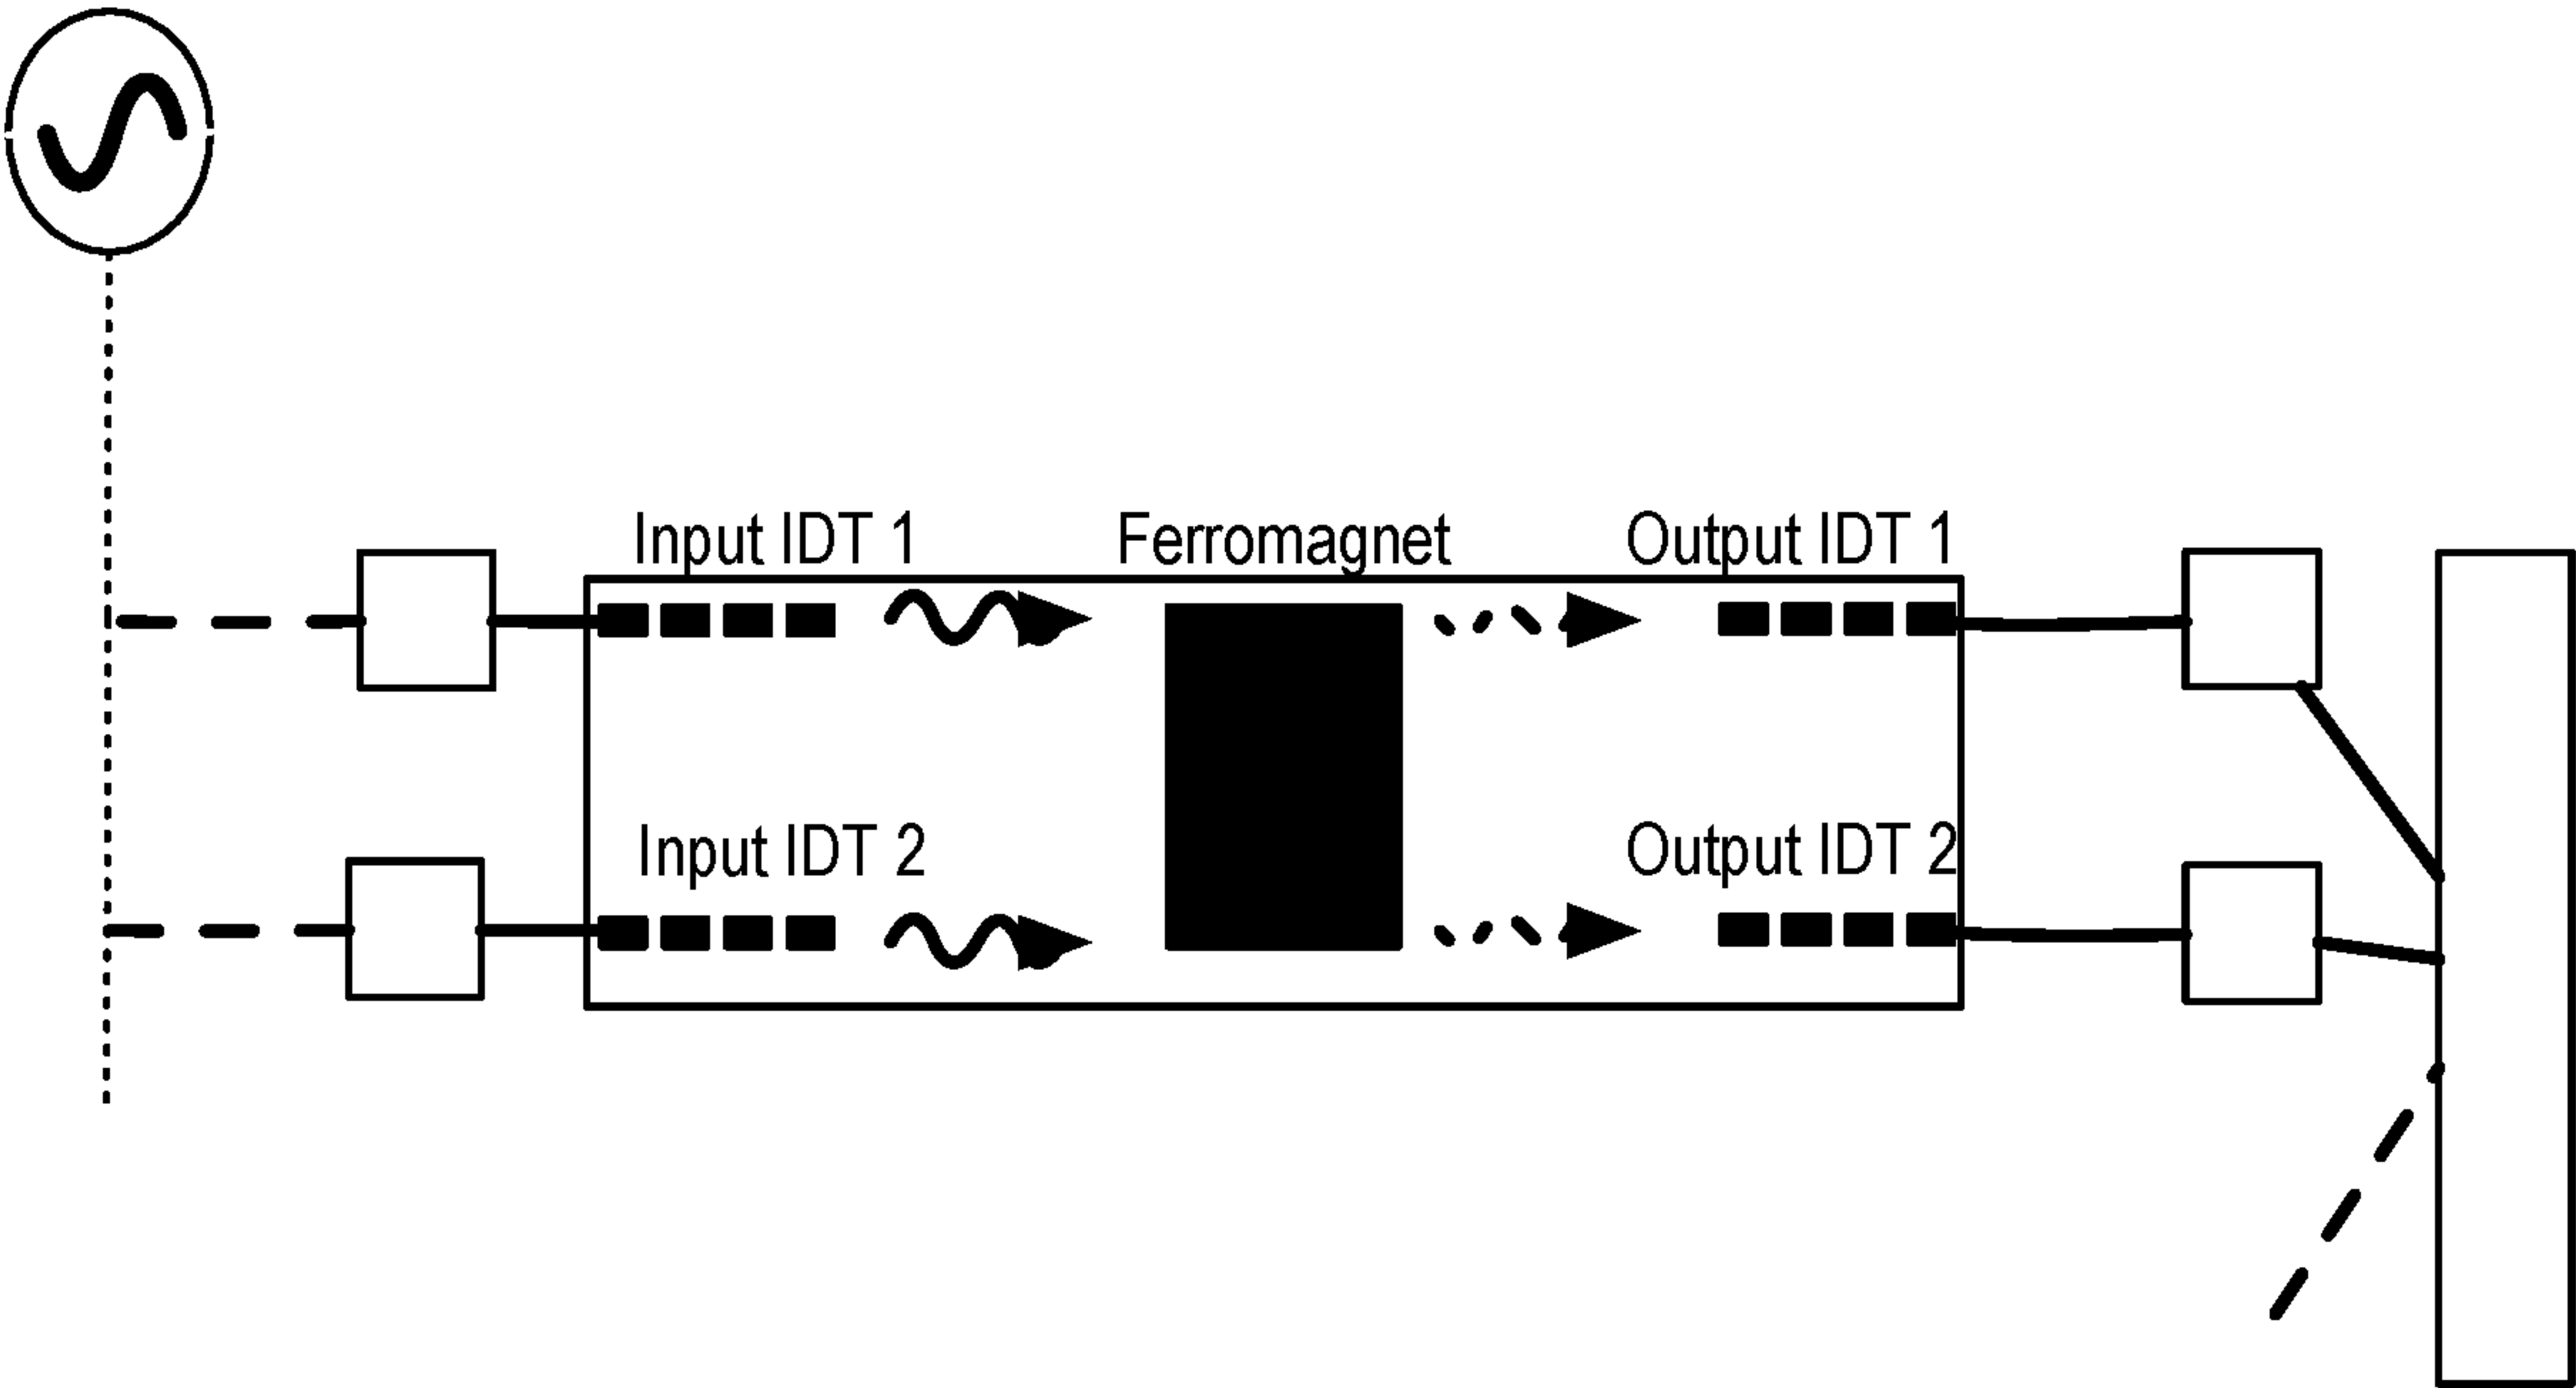 Input IDT 1
Ferromagnet
Output IDT 1
Input IDT 2
Output IDT 2